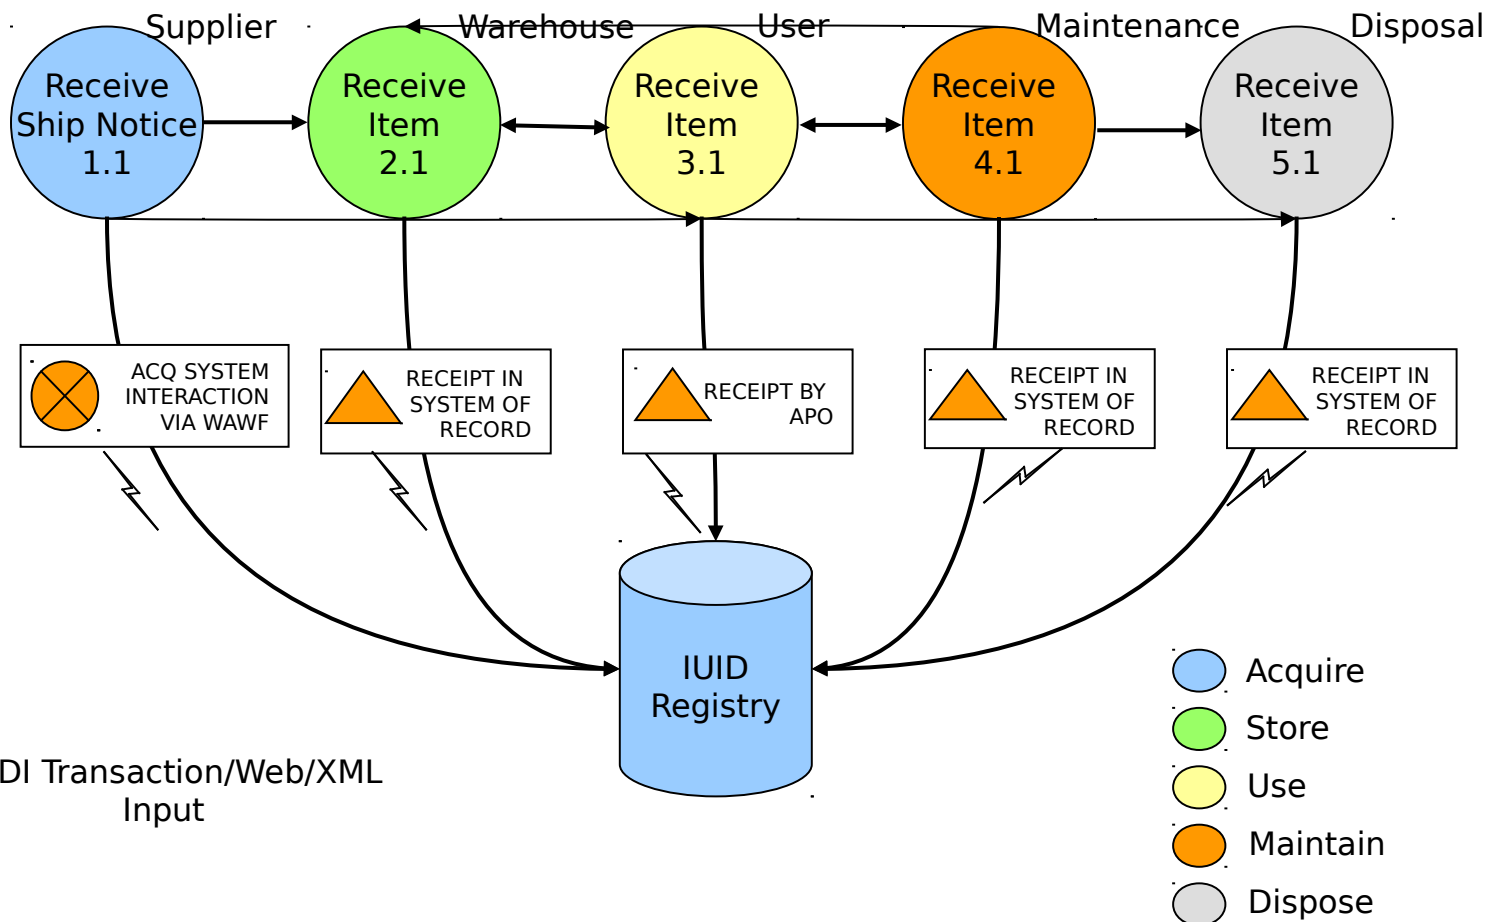 Supplier
Warehouse
User
Maintenance
Disposal
Receive
Ship Notice
1.1
Receive
Item
2.1
Receive
Item
3.1
Receive
Item
4.1
Receive
Item
5.1
ACQ SYSTEM
INTERACTION
VIA WAWF
RECEIPT IN
SYSTEM OF
RECORD
RECEIPT BY
APO
RECEIPT IN
SYSTEM OF
RECORD
RECEIPT IN
SYSTEM OF
RECORD
IUID
Registry
DI Transaction/Web/XML
Input
Acquire
Store
Use
Maintain
Dispose